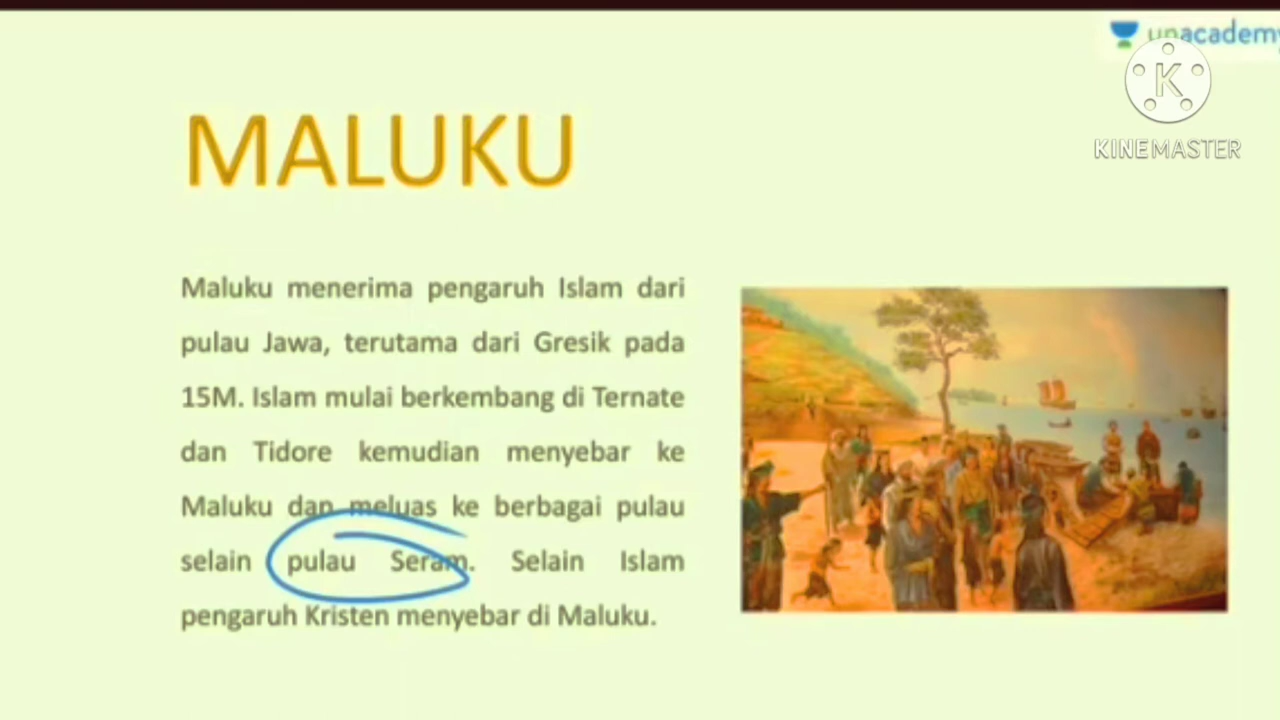 unacademy
KINEMASTER
MALUKU
Maluku menerima pengaruh Islam dari
pulau Jawa, terutama dari Gresik pada
15M. Islam mulai berkembang di Ternate
dan Tidore kemudian menyebar ke
Maluku dan meluas ke berbagai pulau
selain pulau Seram. Selain Islam
pengaruh Kristen menyebar di Maluku.